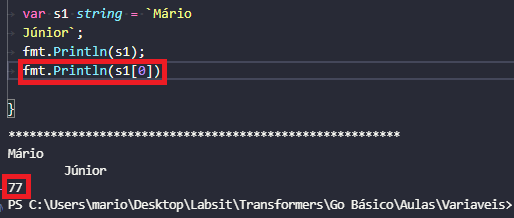 var s1 string = `Mário
Júnior`;
fmt.Println(s1);
fmt.Println(s1[0])
}
********************************************************
Mário
Júnior
77
PS C:\Users\mario\Desktop\Labsit\Transformers\Go Básico\Aulas\Variaveis>